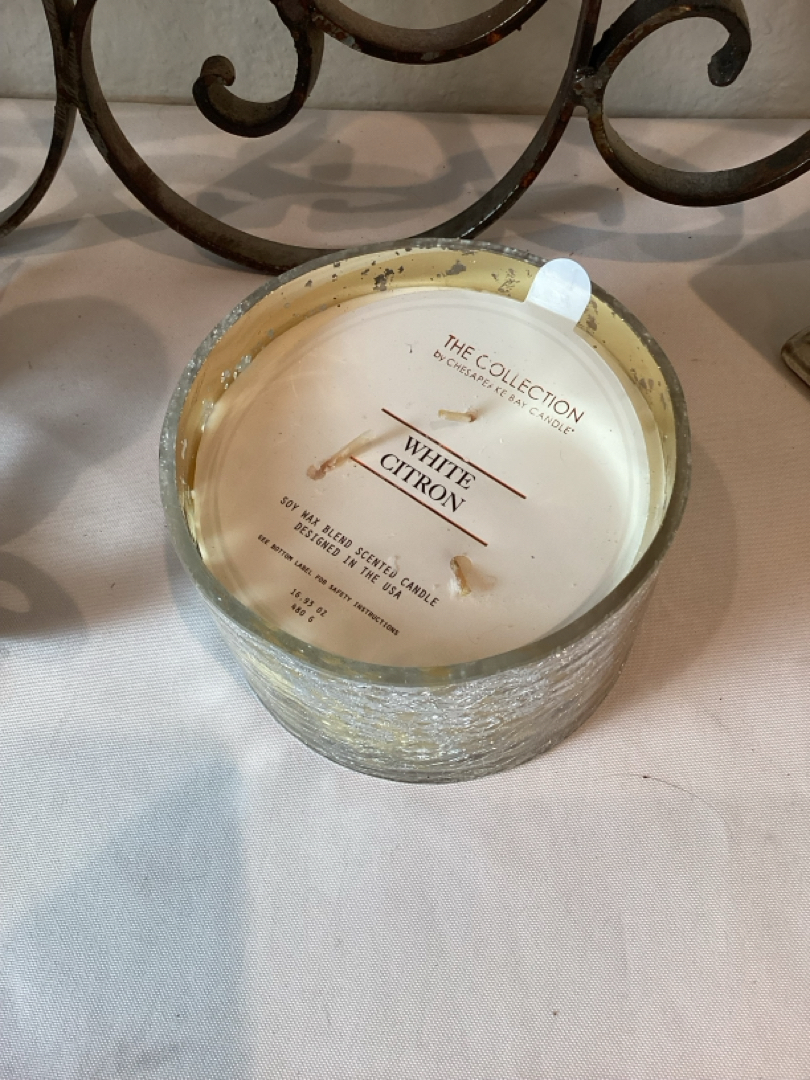 THE COLLECTION
by CHESAPEAKE BAY CANDLE®
WHITE
CITRON
SOY WAX BLEND SCENTED CANDLE
DESIGNED IN THE USA
SEE BOTTOM LABEL FOR SAFETY INSTRUCTIONS
16.93 OZ
480 G